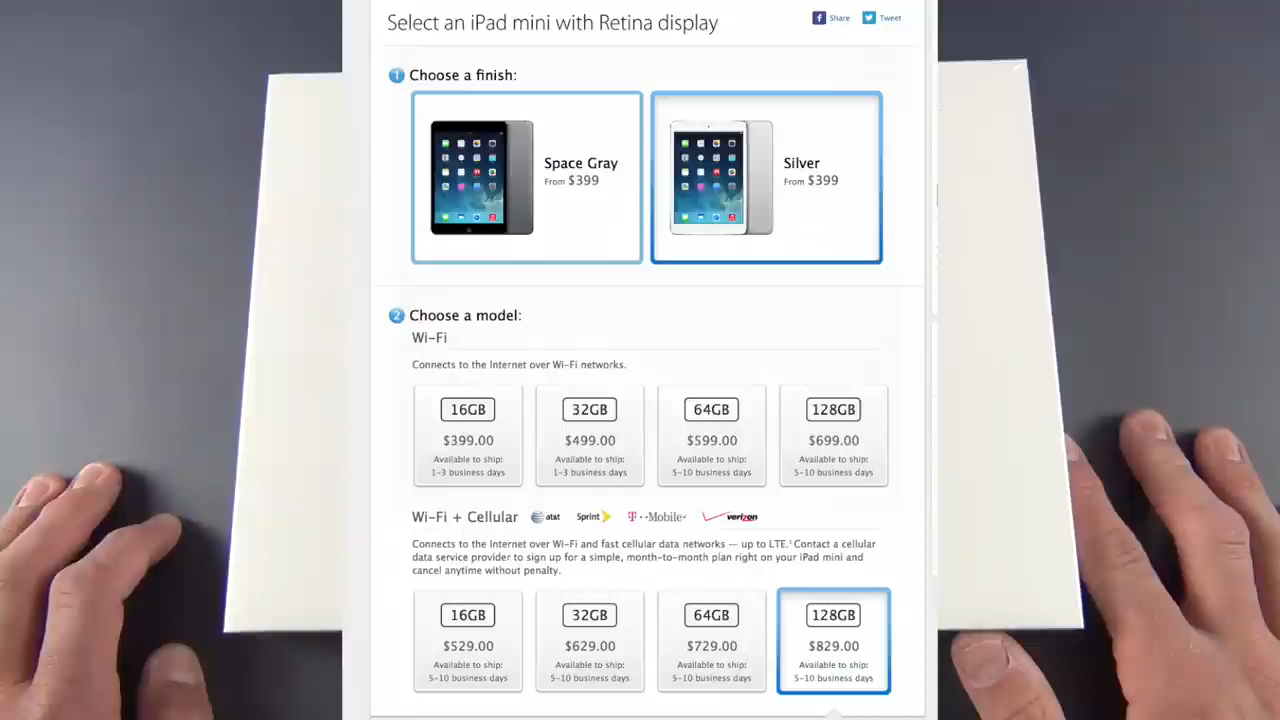 Select an iPad mini with Retina display
Share
Tweet
1 Choose a finish:
Space Gray
From $399
Silver
From $399
2 Choose a model:
Wi-Fi
Connects to the Internet over Wi-Fi networks.
16GB
$399.00
Available to ship:
1-3 business days
32GB
$499.00
Available to ship:
1-3 business days
64GB
$599.00
Available to ship:
5-10 business days
128GB
$699.00
Available to ship:
5-10 business days
Wi-Fi + Cellular at&t Sprint T-Mobile verizon
Connects to the Internet over Wi-Fi and fast cellular data networks — up to LTE.¹ Contact a cellular
data service provider to sign up for a simple, month-to-month plan right on your iPad mini and
cancel anytime without penalty.
16GB
$529.00
Available to ship:
5-10 business days
32GB
$629.00
Available to ship:
5-10 business days
64GB
$729.00
Available to ship:
5-10 business days
128GB
$829.00
Available to ship:
5-10 business days